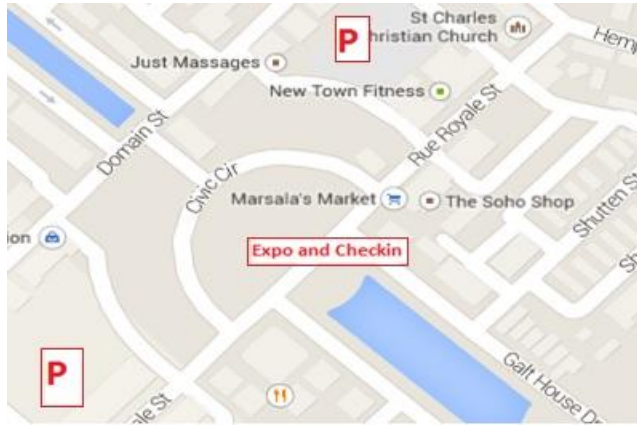 St Charles
hristian Church
P
Hemp
Just Massages
New Town Fitness
Domain St
Rue Royale St
Civic Cir
Marsala's Market
The Soho Shop
Shutten St
ion
Expo and Checkin
Sh
P
ale St
Galt House Dr